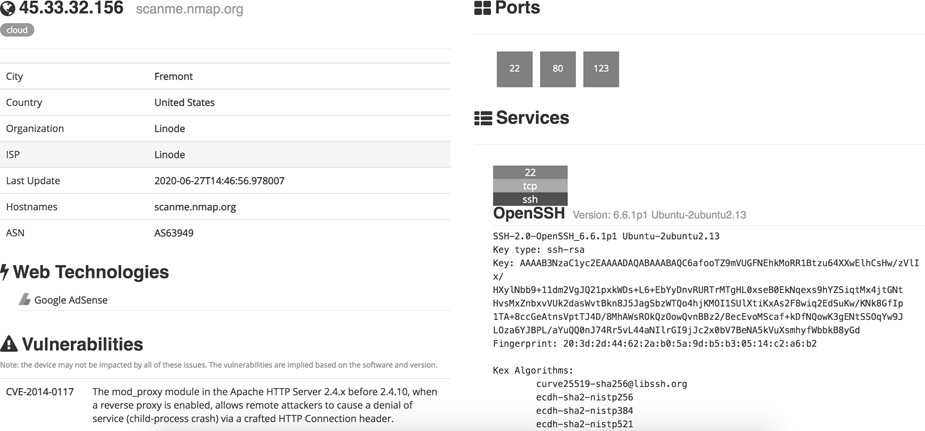 45.33.32.156 scanme.nmap.org
cloud
City Fremont
Country United States
Organization Linode
ISP Linode
Last Update 2020-06-27T14:46:56.978007
Hostnames scanme.nmap.org
ASN AS63949
Web Technologies
Google AdSense
Vulnerabilities
Note: the device may not be impacted by all of these issues. The vulnerabilities are implied based on the software and version.
CVE-2014-0117 The mod_proxy module in the Apache HTTP Server 2.4.x before 2.4.10, when
a reverse proxy is enabled, allows remote attackers to cause a denial of
service (child-process crash) via a crafted HTTP Connection header.
Ports
22 80 123
Services
22
tcp
ssh
OpenSSH Version: 6.6.1p1 Ubuntu-2ubuntu2.13
SSH-2.0-OpenSSH_6.6.1p1 Ubuntu-2ubuntu2.13
Key type: ssh-rsa
Key: AAAAB3NzaC1yc2EAAAADAQABAAABAQC6afooTZ9mVUGFNEhkMoRR1Btzu64XXwElhCsHw/zVlI
x/
HXylNbb9+11dm2VgJQ21pxkWDs+L6+EbYyDnvRURTrMTgHL0xseB0EkNqexs9hYZSiqtMx4jtGNt
HvsMxZnbxvVUk2dasWvtBkn8J5JagSbzWTQo4hjKMOI1SUlXtiKxAs2F8wiq2EdSuKw/KNk8GfIp
1TA+8ccGeAtnsVptTJ4D/8MhAWsROkQzOowQvnBBz2/8ecEvoMScaf+kDfNQowK3gENtSSOqYw9J
LOza6YJBPL/aYuQQ0nJ74Rr5vL44aNIlrGI9jJc2x0bV7BeNA5kVuXsmhyfWbbkB8yGd
Fingerprint: 20:3d:2d:44:62:2a:b0:5a:9d:b5:b3:05:14:c2:a6:b2
Kex Algorithms:
curve25519-sha256@libssh.org
ecdh-sha2-nistp256
ecdh-sha2-nistp384
ecdh-sha2-nistp521